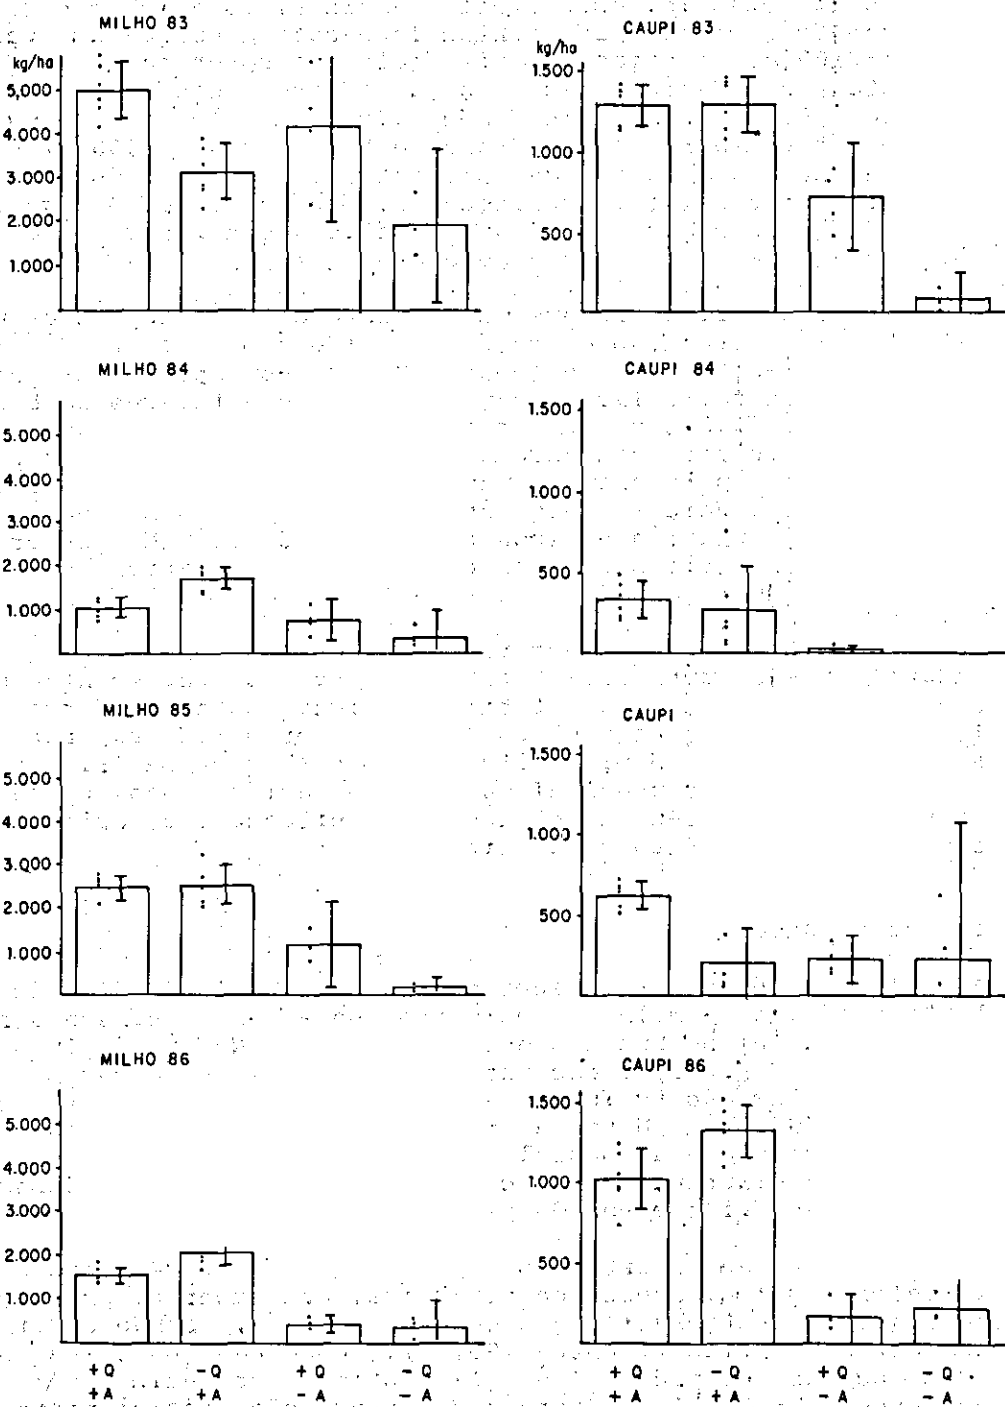 MILHO 83
kg/ha
5,000
4.000
3.000
2.000
1.000
CAUPI 83
kg/ha
1.500
1.000
500
MILHO 84
5.000
4.000
3.000
2.000
1.000
CAUPI 84
1.500
1.000
500
MILHO 85
5.000
4.000
3.000
2.000
1.000
CAUPI
1.500
1.000
500
MILHO 86
5.000
4.000
3.000
2.000
1.000
CAUPI 86
1.500
1.000
500
+Q -Q +Q -Q
+A +A -A -A
+Q -Q +Q -Q
+A +A -A -A